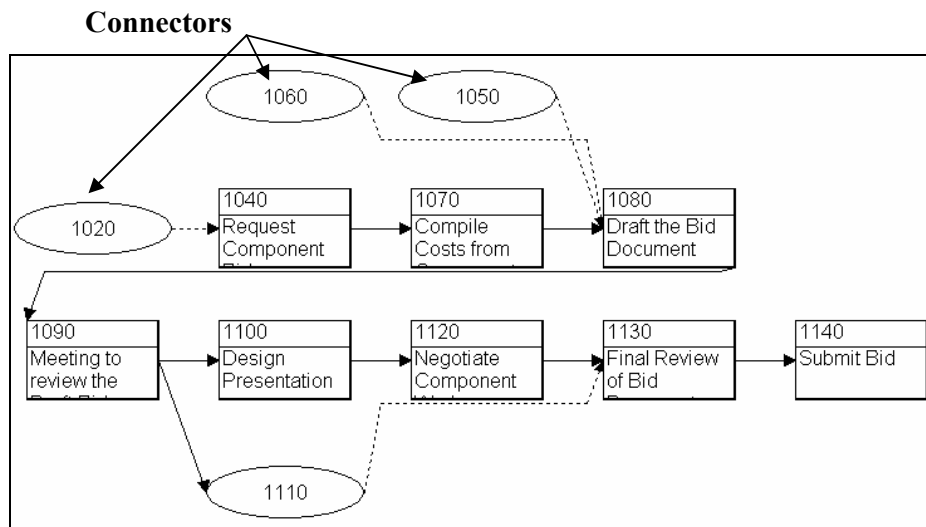 Connectors
1060
1050
1020
1040
Request
Component
1070
Compile
Costs from
1080
Draft the Bid
Document
1090
Meeting to
review the
1100
Design
Presentation
1120
Negotiate
Component
1130
Final Review
of Bid
1140
Submit Bid
1110